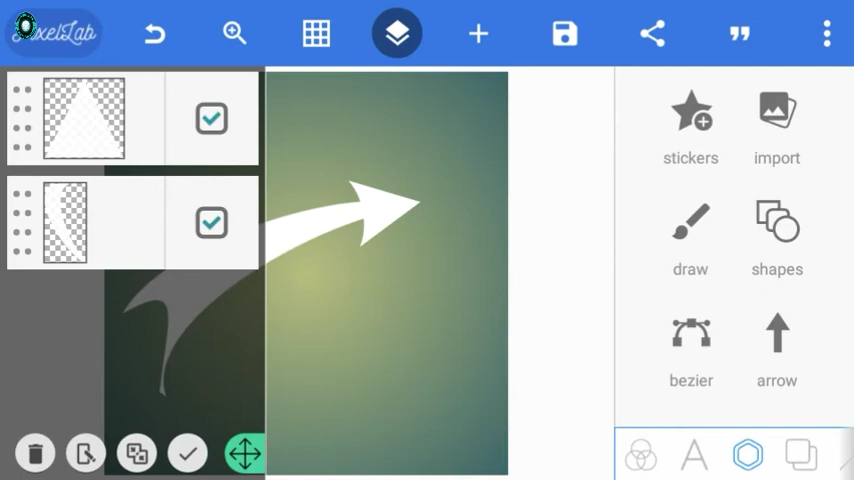 PixelLab
stickers
import
draw
shapes
bezier
arrow